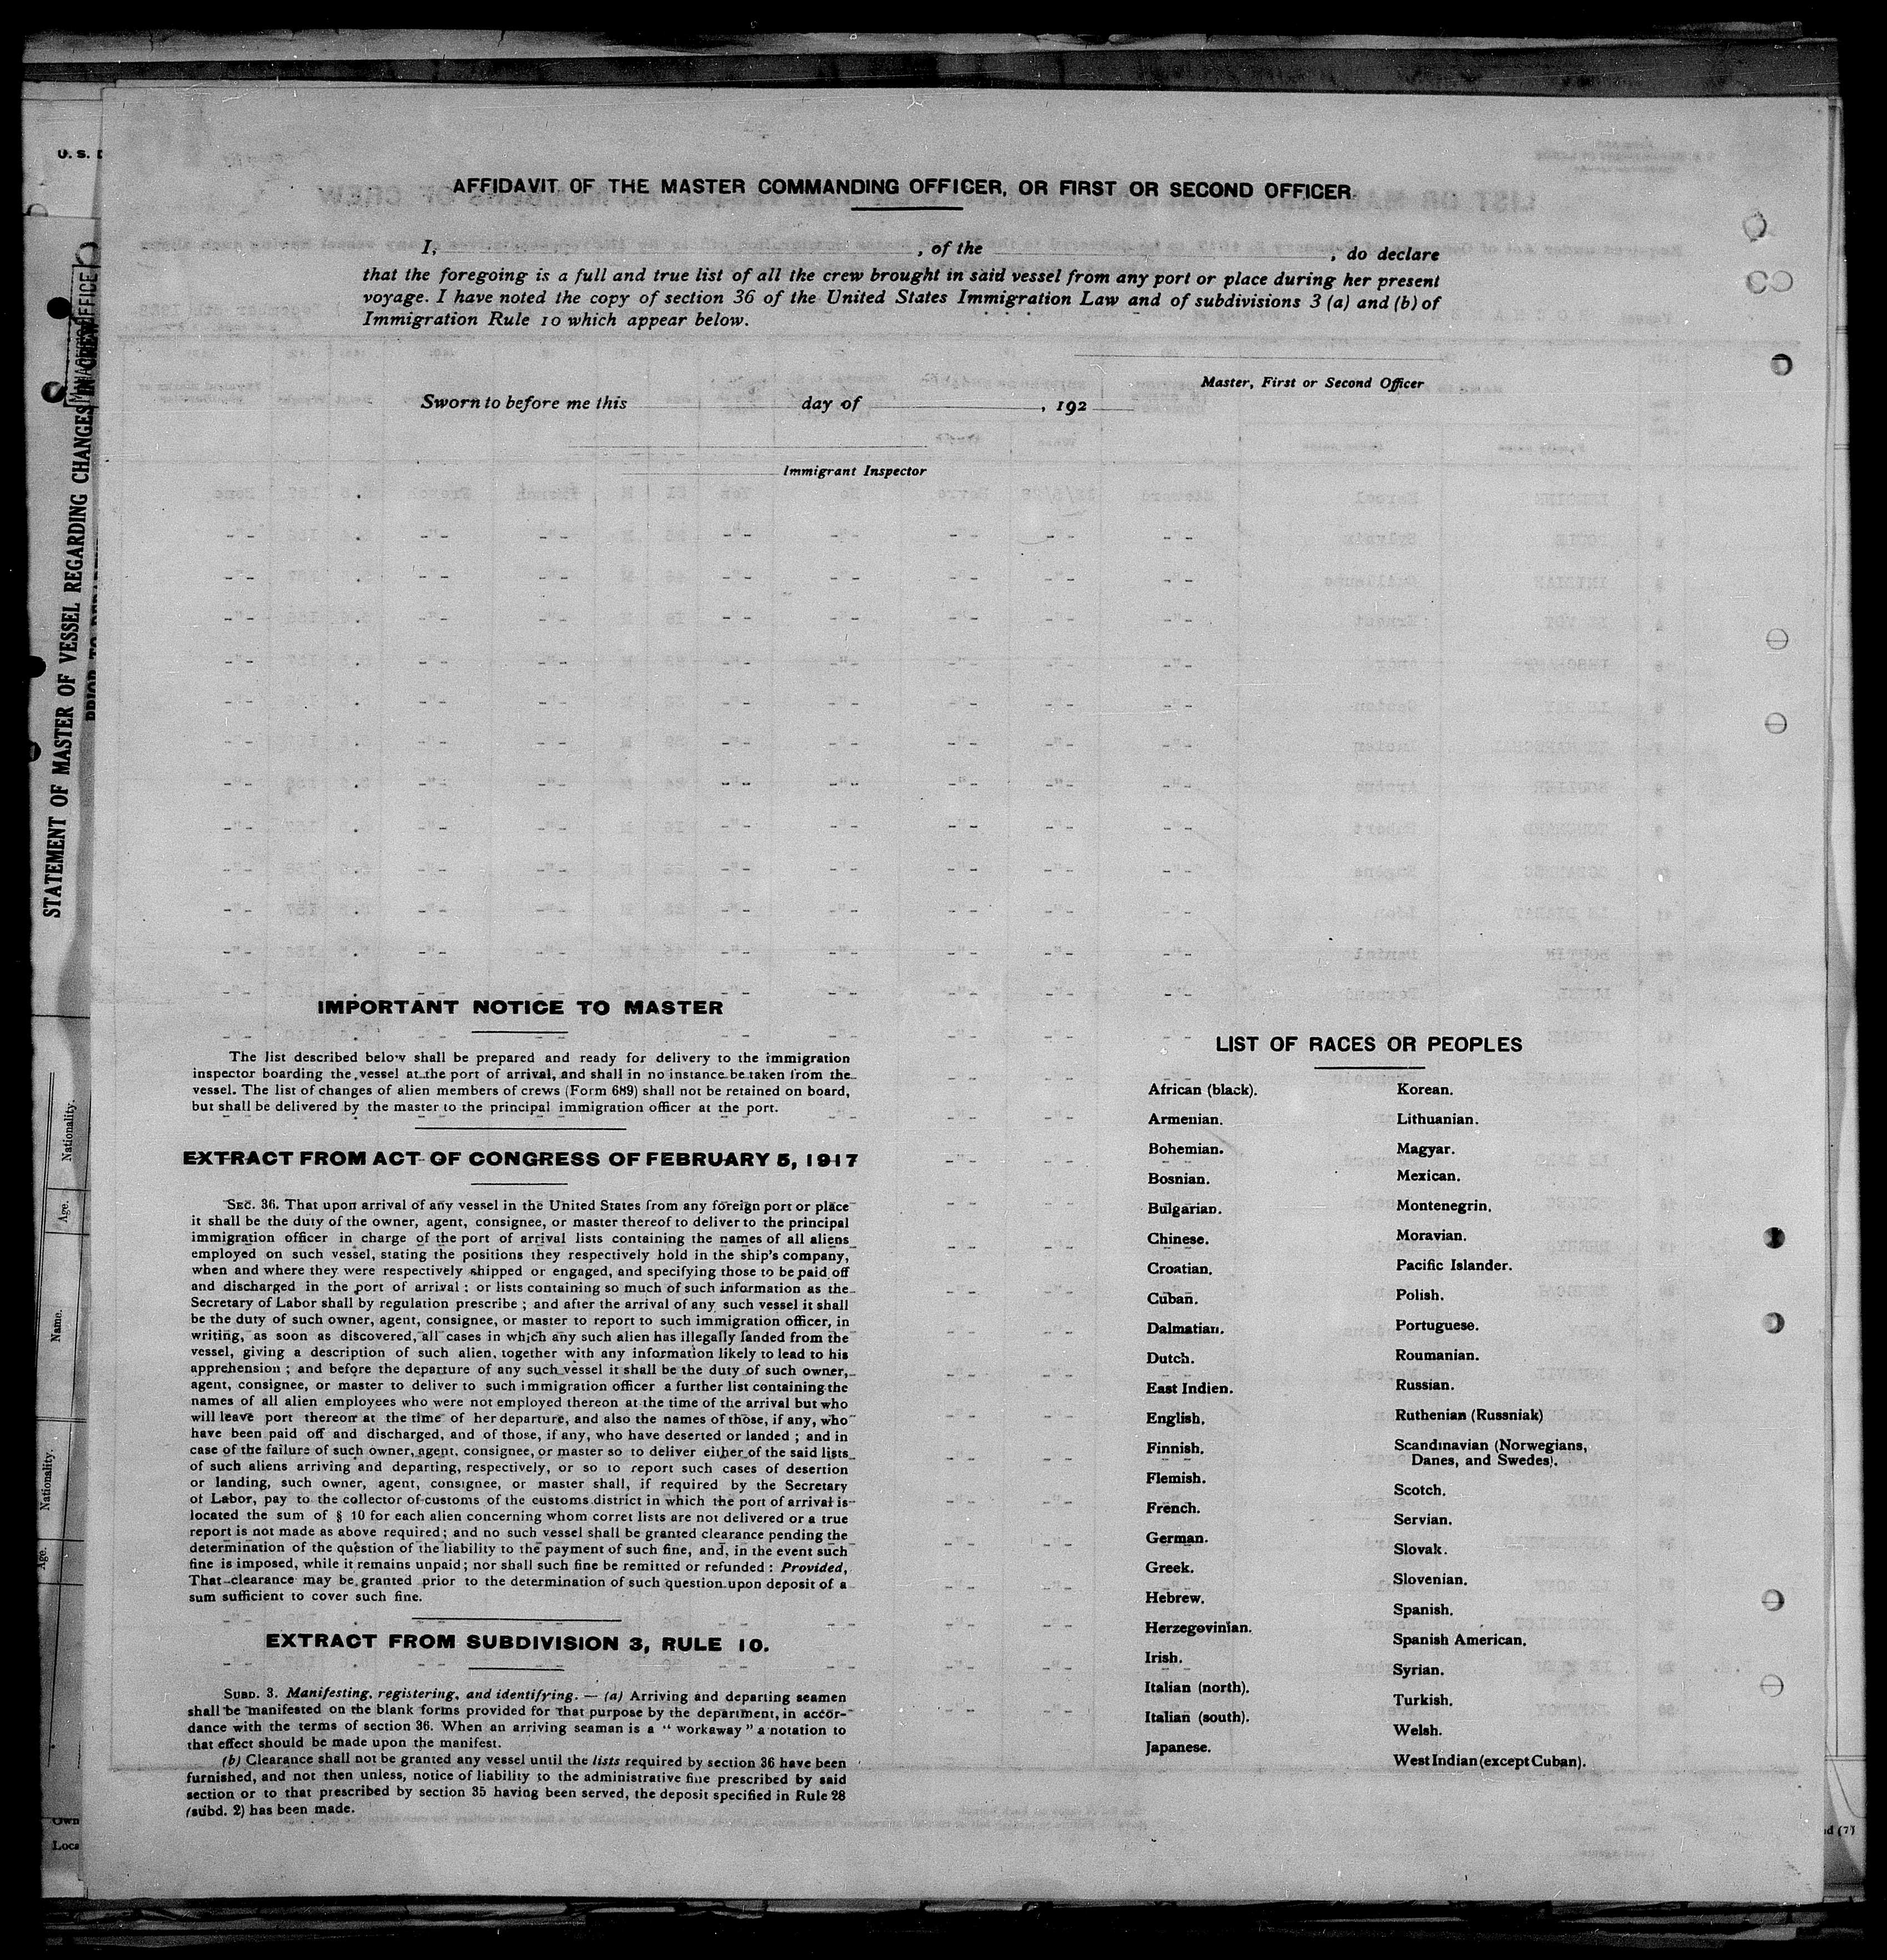 AFFIDAVIT OF THE MASTER COMMANDING OFFICER, OR FIRST OR SECOND OFFICER.
I, , of the , do declare
that the foregoing is a full and true list of all the crew brought in said vessel from any port or place during her present
voyage. I have noted the copy of section 36 of the United States Immigration Law and of subdivisions 3 (a) and (b) of
Immigration Rule 10 which appear below.
Master, First or Second Officer
Sworn to before me this day of , 192
Immigrant Inspector
IMPORTANT NOTICE TO MASTER
The list described below shall be prepared and ready for delivery to the immigration
inspector boarding the vessel at the port of arrival, and shall in no instance be taken from the
vessel. The list of changes of alien members of crews (Form 689) shall not be retained on board,
but shall be delivered by the master to the principal immigration officer at the port.
EXTRACT FROM ACT OF CONGRESS OF FEBRUARY 5, 1917
SEC. 36. That upon arrival of any vessel in the United States from any foreign port or place
it shall be the duty of the owner, agent, consignee, or master thereof to deliver to the principal
immigration officer in charge of the port of arrival lists containing the names of all aliens
employed on such vessel, stating the positions they respectively hold in the ship's company,
when and where they were respectively shipped or engaged, and specifying those to be paid off
and discharged in the port of arrival : or lists containing so much of such information as the
Secretary of Labor shall by regulation prescribe ; and after the arrival of any such vessel it shall
be the duty of such owner, agent, consignee, or master to report to such immigration officer, in
writing, as soon as discovered, all cases in which any such alien has illegally landed from the
vessel, giving a description of such alien, together with any information likely to lead to his
apprehension ; and before the departure of any such vessel it shall be the duty of such owner,
agent, consignee, or master to deliver to such immigration officer a further list containing the
names of all alien employees who were not employed thereon at the time of the arrival but who
will leave port thereon at the time of her departure, and also the names of those, if any, who
have been paid off and discharged, and of those, if any, who have deserted or landed ; and in
case of the failure of such owner, agent, consignee, or master so to deliver either of the said lists
of such aliens arriving and departing, respectively, or so to report such cases of desertion
or landing, such owner, agent, consignee, or master shall, if required by the Secretary
of Labor, pay to the collector of customs of the customs district in which the port of arrival is
located the sum of § 10 for each alien concerning whom corret lists are not delivered or a true
report is not made as above required ; and no such vessel shall be granted clearance pending the
determination of the question of the liability to the payment of such fine, and, in the event such
fine is imposed, while it remains unpaid ; nor shall such fine be remitted or refunded : Provided,
That clearance may be granted prior to the determination of such question upon deposit of a
sum sufficient to cover such fine.
EXTRACT FROM SUBDIVISION 3, RULE 10.
SUBD. 3. Manifesting, registering, and identifying. — (a) Arriving and departing seamen
shall be manifested on the blank forms provided for that purpose by the department, in accor-
dance with the terms of section 36. When an arriving seaman is a " workaway " a notation to
that effect should be made upon the manifest.
(b) Clearance shall not be granted any vessel until the lists required by section 36 have been
furnished, and not then unless, notice of liability to the administrative fine prescribed by said
section or to that prescribed by section 35 having been served, the deposit specified in Rule 28
(subd. 2) has been made.
LIST OF RACES OR PEOPLES
African (black).
Armenian.
Bohemian.
Bosnian.
Bulgarian.
Chinese.
Croatian.
Cuban.
Dalmatian.
Dutch.
East Indien.
English.
Finnish.
Flemish.
French.
German.
Greek.
Hebrew.
Herzegovinian.
Irish.
Italian (north).
Italian (south).
Japanese.
Korean.
Lithuanian.
Magyar.
Mexican.
Montenegrin.
Moravian.
Pacific Islander.
Polish.
Portuguese.
Roumanian.
Russian.
Ruthenian (Russniak)
Scandinavian (Norwegians,
Danes, and Swedes).
Scotch.
Servian.
Slovak.
Slovenian.
Spanish.
Spanish American.
Syrian.
Turkish.
Welsh.
West Indian (except Cuban).
U. S.
STATEMENT OF MASTER OF VESSEL REGARDING CHANGES IN CREW
Nationality.
Age.
Name.
Nationality.
Age.
Own
Loca
d (7)